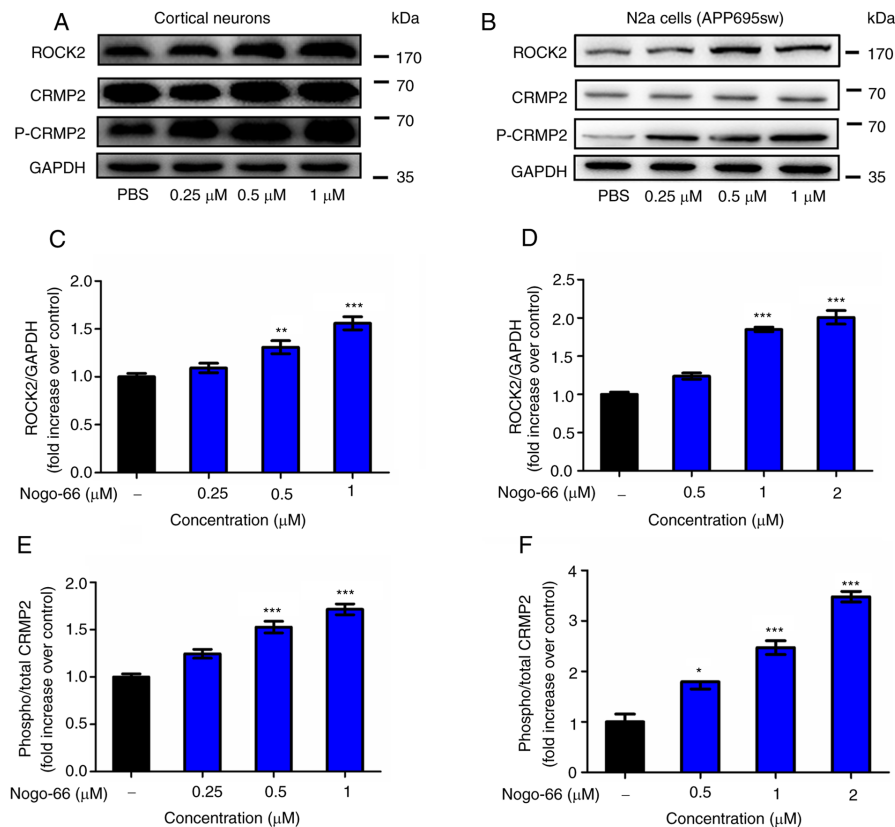 A
Cortical neurons
kDa
ROCK2
170
CRMP2
70
P-CRMP2
70
GAPDH
35
PBS 0.25 μM 0.5 μM 1 μM
B
N2a cells (APP695sw)
kDa
ROCK2
170
CRMP2
70
P-CRMP2
70
GAPDH
35
PBS 0.25 μM 0.5 μM 1 μM
C
ROCK2/GAPDH
(fold increase over control)
2.0
1.5
1.0
0.5
0.0
**
***
Nogo-66 (μM) – 0.25 0.5 1
Concentration (μM)
D
ROCK2/GAPDH
(fold increase over control)
2.5
2.0
1.5
1.0
0.5
0.0
***
***
Nogo-66 (μM) – 0.5 1 2
Concentration (μM)
E
Phospho/total CRMP2
(fold increase over control)
2.0
1.5
1.0
0.5
0.0
***
***
Nogo-66 (μM) – 0.25 0.5 1
Concentration (μM)
F
Phospho/total CRMP2
(fold increase over control)
4
3
2
1
0
*
***
***
Nogo-66 (μM) – 0.5 1 2
Concentration (μM)